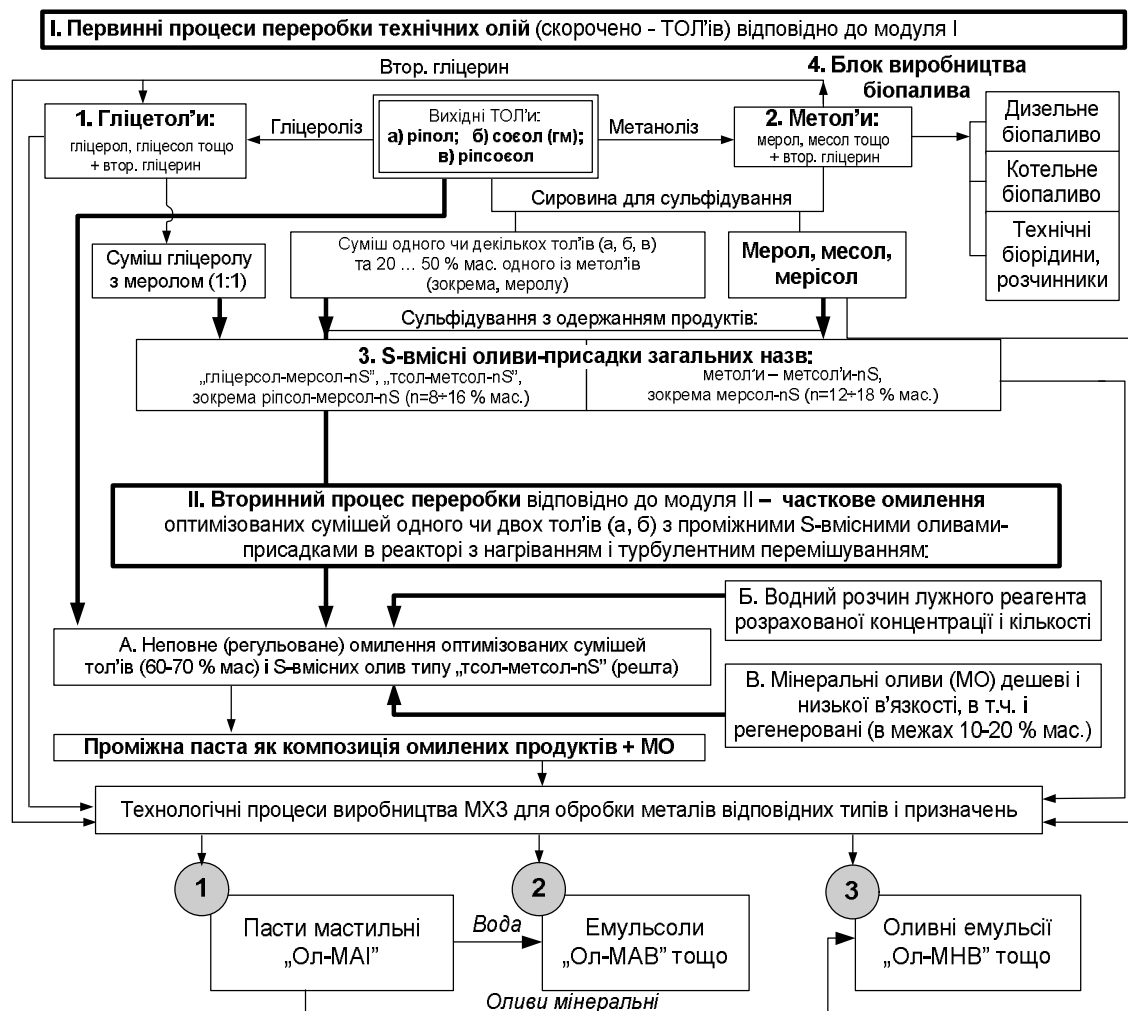 I. Первинні процеси переробки технічних олій (скорочено - ТОЛ'ів) відповідно до модуля I
Втор. гліцерин
4. Блок виробництва
біопалива
1. Гліцетол'и:
гліцерол, гліцесол тощо
+ втор. гліцерин
Гліцероліз
Вихідні ТОЛ'и:
а) ріпол; б) соєол (гм);
в) ріпсоєол
Метаноліз
2. Метол'и:
мерол, месол тощо
+ втор. гліцерин
Дизельне
біопаливо
Котельне
біопаливо
Технічні
біорідини,
розчинники
Сировина для сульфідування
Суміш гліцеролу
з меролом (1:1)
Суміш одного чи декількох тол'ів (а, б, в)
та 20 ... 50 % мас. одного із метол'ів
(зокрема, меролу)
Мерол, месол,
мерісол
Сульфідування з одержанням продуктів:
3. S-вмісні оливи-присадки загальних назв:
„гліцерсол-мерсол-nS”, „тсол-метсол-nS”,
зокрема ріпсол-мерсол-nS (n=8÷16 % мас.)
метол'и – метсол'и-nS,
зокрема мерсол-nS (n=12÷18 % мас.)
II. Вторинний процес переробки відповідно до модуля II – часткове омилення
оптимізованих сумішей одного чи двох тол'ів (а, б) з проміжними S-вмісними оливами-
присадками в реакторі з нагріванням і турбулентним перемішуванням:
Б. Водний розчин лужного реагента
розрахованої концентрації і кількості
А. Неповне (регульоване) омилення оптимізованих сумішей
тол'ів (60-70 % мас) і S-вмісних олив типу „тсол-метсол-nS” (решта)
В. Мінеральні оливи (МО) дешеві і
низької в'язкості, в т.ч. і
регенеровані (в межах 10-20 % мас.)
Проміжна паста як композиція омилених продуктів + МО
Технологічні процеси виробництва МХЗ для обробки металів відповідних типів і призначень
1
2
3
Пасти мастильні
„Ол-МАІ”
Вода
Емульсоли
„Ол-МАВ” тощо
Оливні емульсії
„Ол-МНВ” тощо
Оливи мінеральні